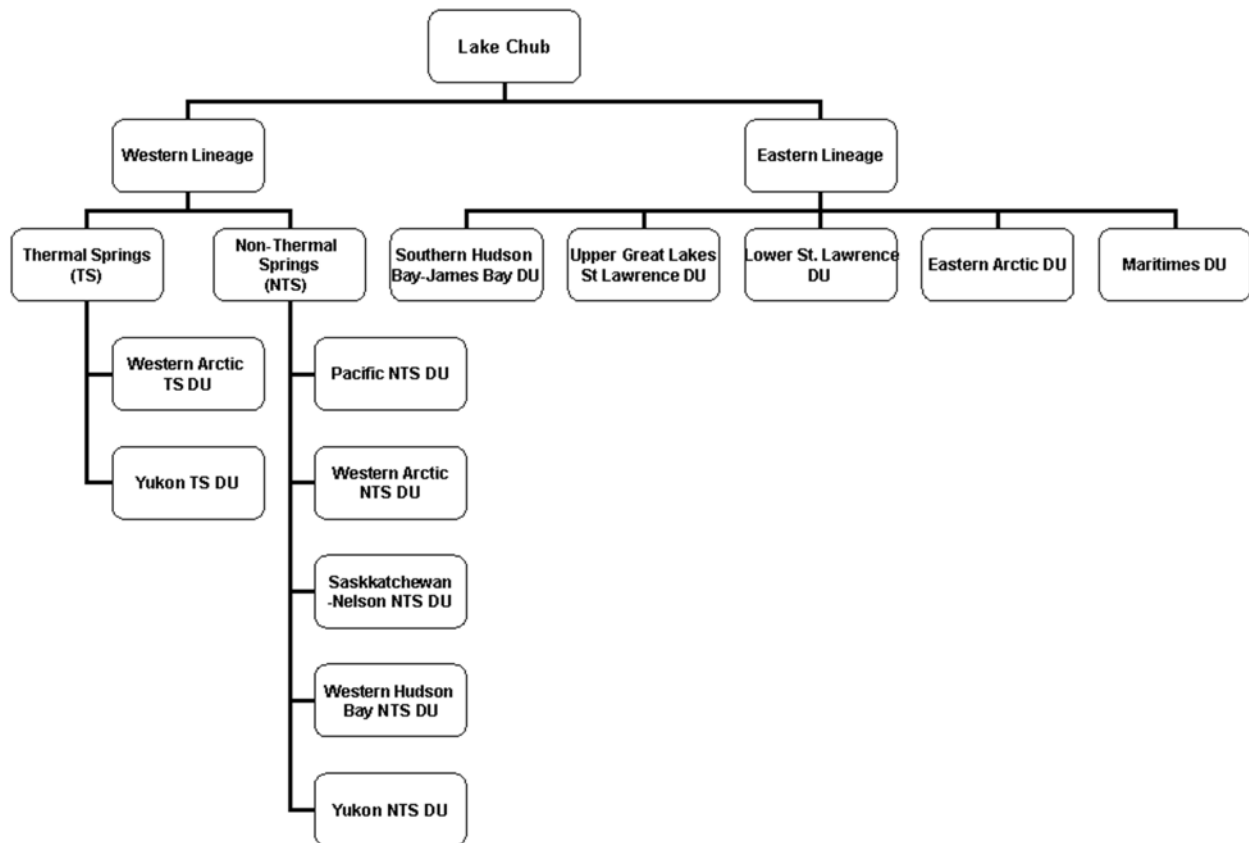 Lake Chub
Western Lineage
Eastern Lineage
Thermal Springs
(TS)
Non-Thermal
Springs
(NTS)
Southern Hudson
Bay-James Bay DU
Upper Great Lakes
St Lawrence DU
Lower St. Lawrence
DU
Eastern Arctic DU
Maritimes DU
Western Arctic
TS DU
Yukon TS DU
Pacific NTS DU
Western Arctic
NTS DU
Saskkatchewan
-Nelson NTS DU
Western Hudson
Bay NTS DU
Yukon NTS DU